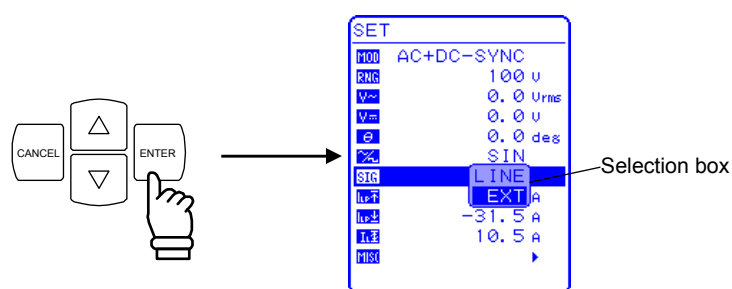 CANCEL
ENTER
SET
MOD AC+DC-SYNC
RNG 100 V
V~ 0.0 Vrms
V⎓ 0.0 V
θ 0.0 deg
SIN
SIG LINE
EXT A
-31.5 A
10.5 A
MISC
Selection box